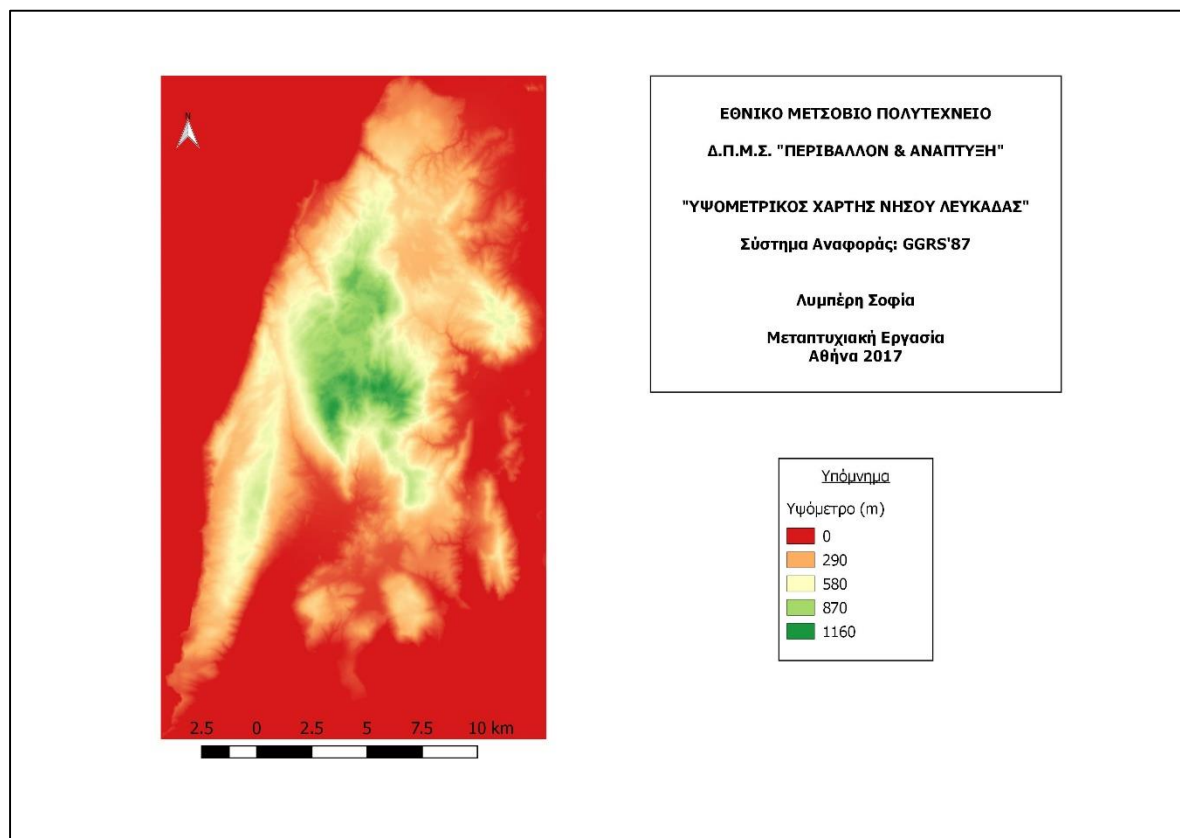 N
ΕΘΝΙΚΟ ΜΕΤΣΟΒΙΟ ΠΟΛΥΤΕΧΝΕΙΟ
Δ.Π.Μ.Σ. "ΠΕΡΙΒΑΛΛΟΝ & ΑΝΑΠΤΥΞΗ"
"ΥΨΟΜΕΤΡΙΚΟΣ ΧΑΡΤΗΣ ΝΗΣΟΥ ΛΕΥΚΑΔΑΣ"
Σύστημα Αναφοράς: GGRS'87
Λυμπέρη Σοφία
Μεταπτυχιακή Εργασία
Αθήνα 2017
Υπόμνημα
Υψόμετρο (m)
0
290
580
870
1160
2.5 0 2.5 5 7.5 10 km